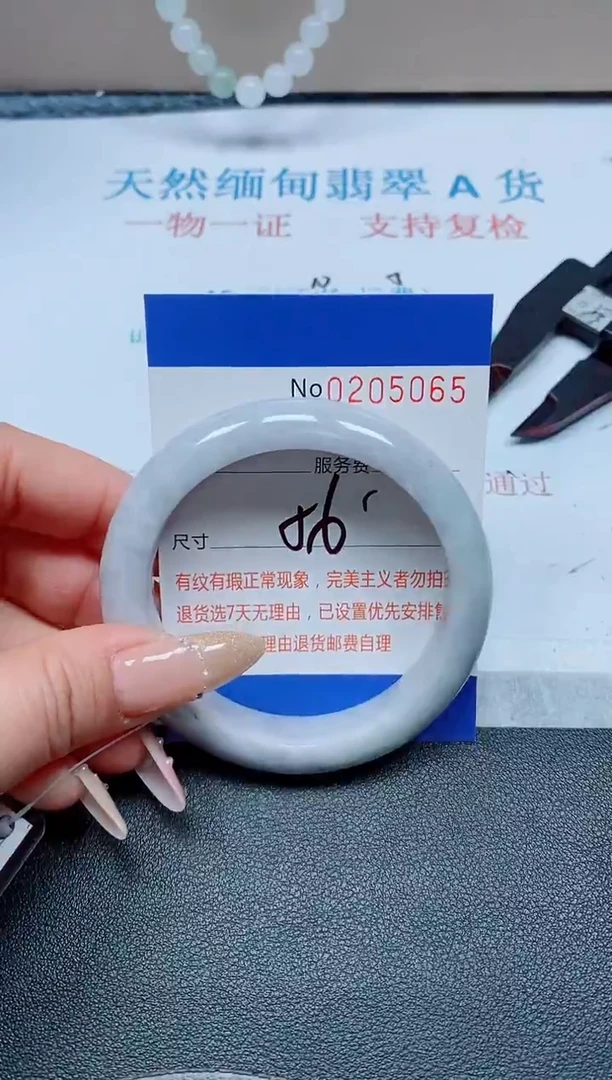 天然缅甸翡翠A货
一物一证 支持复检
No0205065
服务费
尺寸 56
通过
有纹有瑕正常现象，完美主义者勿拍
退货选7天无理由，已设置优先安排
理由退货邮费自理